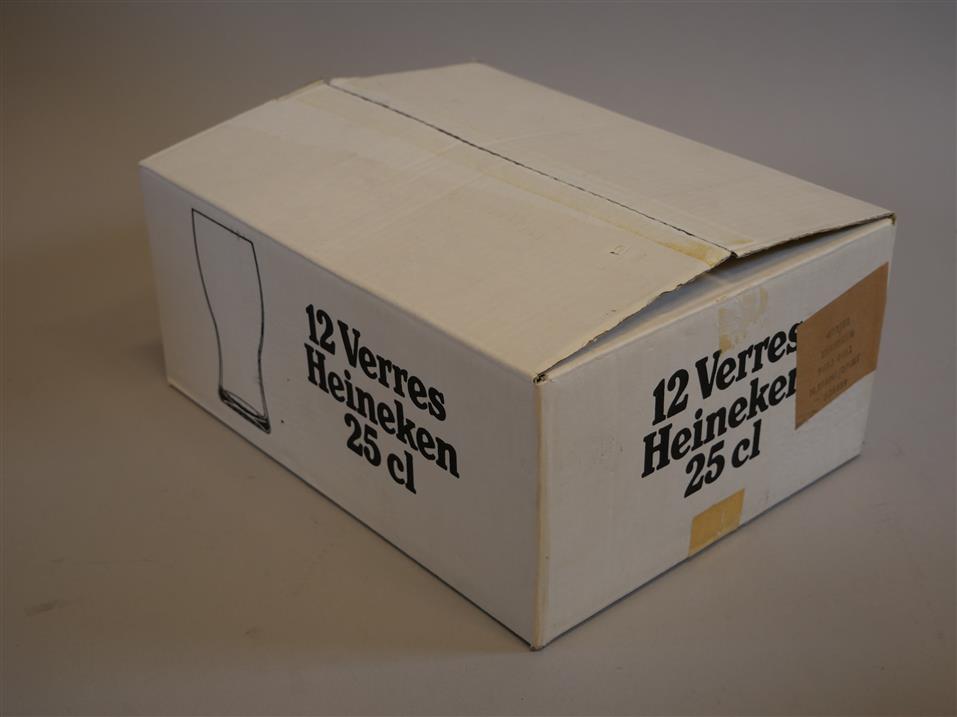 12 Verres
Heineken
25 cl
12 Verres
Heineken
25 cl